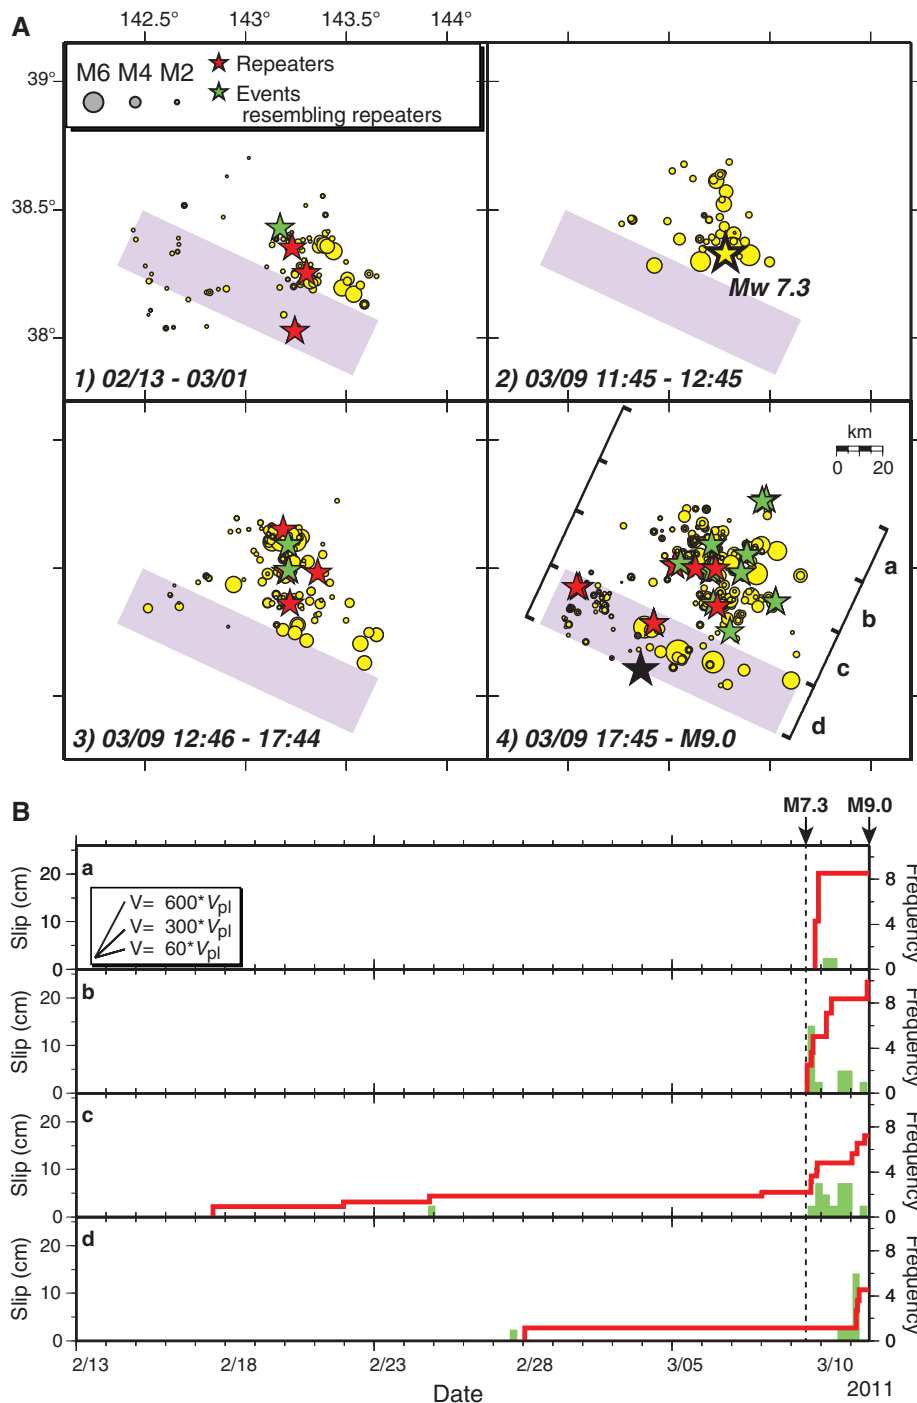 A
142.5° 143° 143.5° 144°
39°
38.5°
38°
M6 M4 M2
Repeaters
Events
resembling repeaters
1) 02/13 - 03/01
Mw 7.3
2) 03/09 11:45 - 12:45
3) 03/09 12:46 - 17:44
km
0 20
a
b
c
d
4) 03/09 17:45 - M9.0
B
M7.3 M9.0
a
V= 600*Vpl
V= 300*Vpl
V= 60*Vpl
Slip (cm)
20
10
0
Frequency
8
4
0
b
Slip (cm)
20
10
0
Frequency
8
4
0
c
Slip (cm)
20
10
0
Frequency
8
4
0
d
Slip (cm)
20
10
0
Frequency
8
4
0
2/13 2/18 2/23 2/28 3/05 3/10
Date
2011